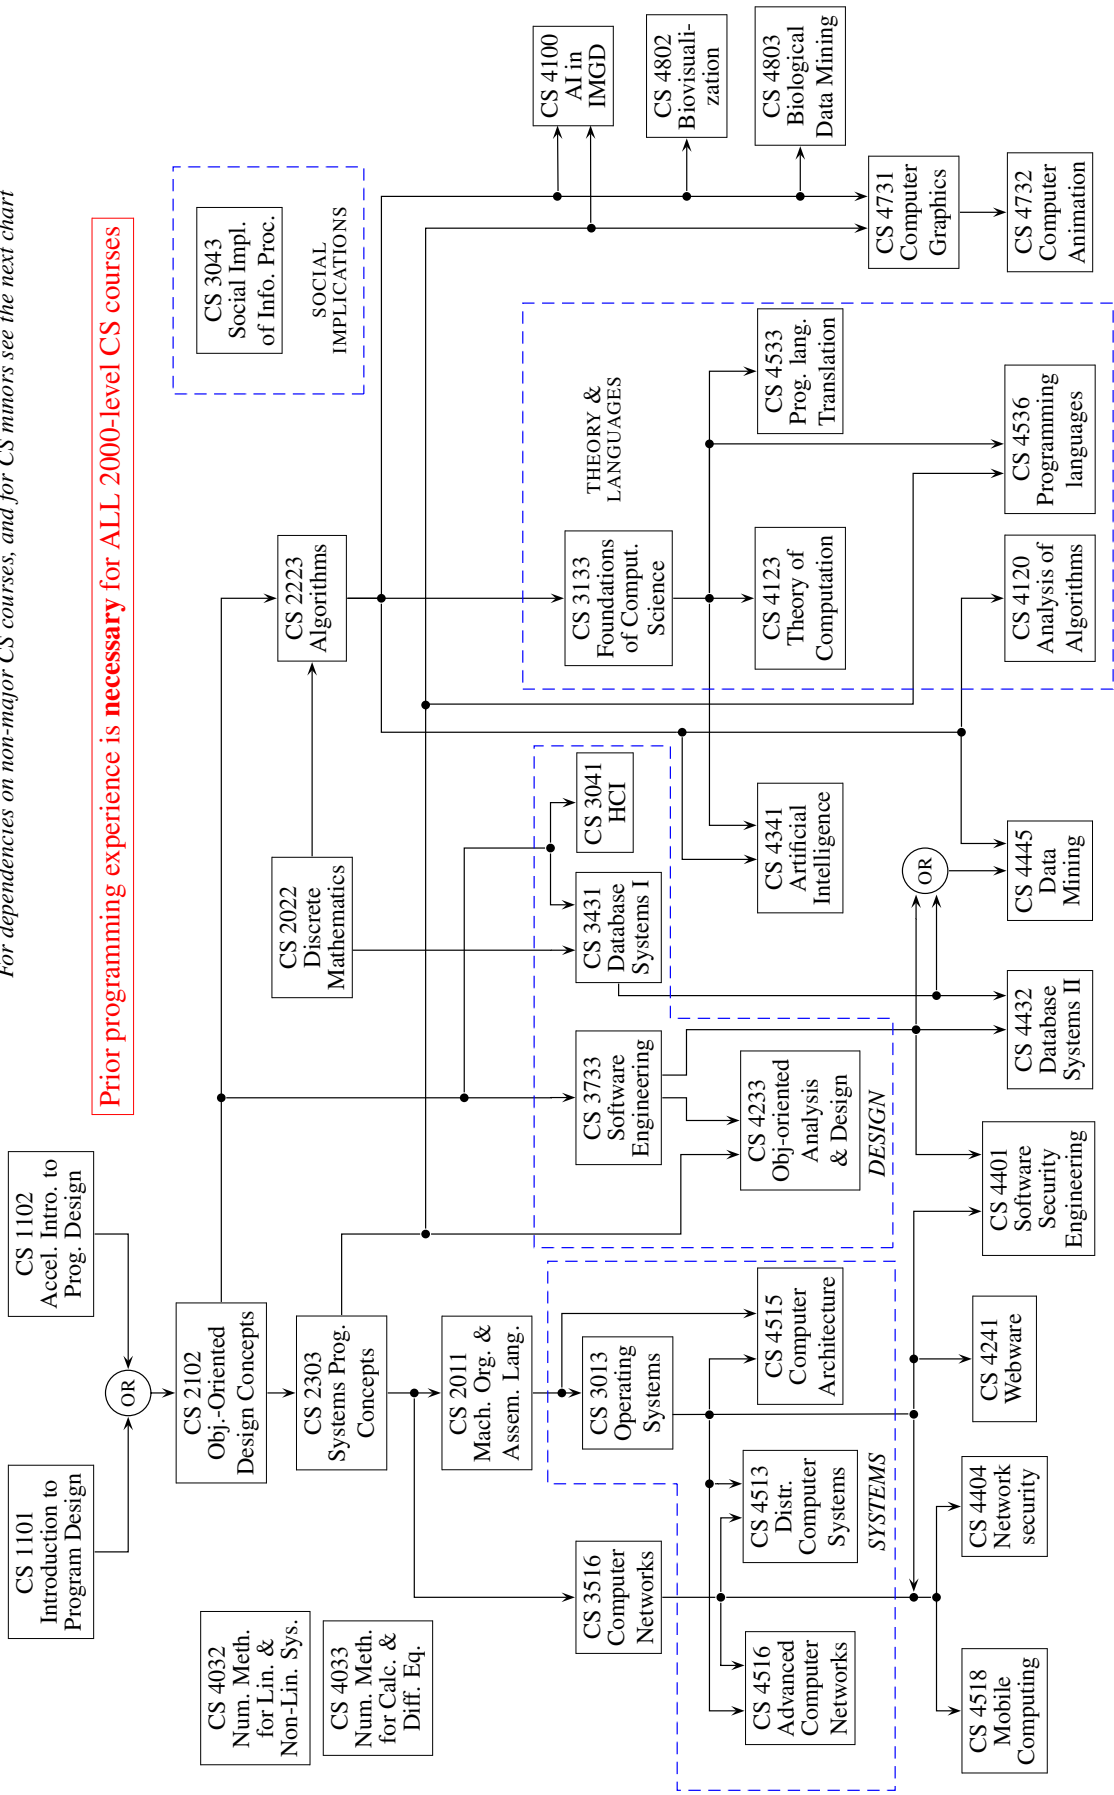 For dependencies on non-major CS courses, and for CS minors see the next chart
Prior programming experience is necessary for ALL 2000-level CS courses
CS 1101
Introduction to
Program Design
CS 1102
Accel. Intro. to
Prog. Design
OR
CS 4032
Num. Meth.
for Lin. &
Non-Lin. Sys.
CS 2102
Obj.-Oriented
Design Concepts
CS 3043
Social Impl.
of Info. Proc.
SOCIAL
IMPLICATIONS
CS 4033
Num. Meth.
for Calc. &
Diff. Eq.
CS 2303
Systems Prog.
Concepts
CS 2022
Discrete
Mathematics
CS 2223
Algorithms
CS 2011
Mach. Org. &
Assem. Lang.
CS 3516
Computer
Networks
CS 3013
Operating
Systems
CS 3733
Software
Engineering
CS 3431
Database
Systems I
CS 3041
HCI
CS 3133
Foundations
of Comput.
Science
THEORY &
LANGUAGES
CS 4100
AI in
IMGD
CS 4802
Biovisuali-
zation
CS 4516
Advanced
Computer
Networks
CS 4513
Distr.
Computer
Systems
SYSTEMS
CS 4515
Computer
Architecture
CS 4233
Obj-oriented
Analysis
& Design
DESIGN
CS 4341
Artificial
Intelligence
CS 4123
Theory of
Computation
CS 4533
Prog. lang.
Translation
CS 4803
Biological
Data Mining
OR
CS 4731
Computer
Graphics
CS 4518
Mobile
Computing
CS 4404
Network
security
CS 4241
Webware
CS 4401
Software
Security
Engineering
CS 4432
Database
Systems II
CS 4445
Data
Mining
CS 4120
Analysis of
Algorithms
CS 4536
Programming
languages
CS 4732
Computer
Animation